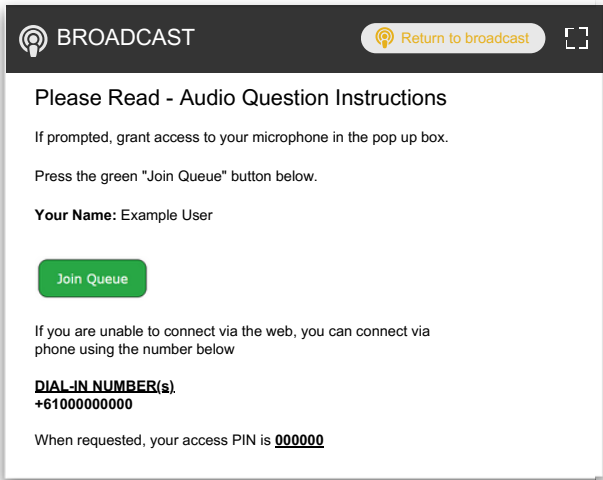 BROADCAST
Return to broadcast
Please Read - Audio Question Instructions
If prompted, grant access to your microphone in the pop up box.
Press the green "Join Queue" button below.
Your Name: Example User
Join Queue
If you are unable to connect via the web, you can connect via
phone using the number below
DIAL-IN NUMBER(s)
+61000000000
When requested, your access PIN is 000000